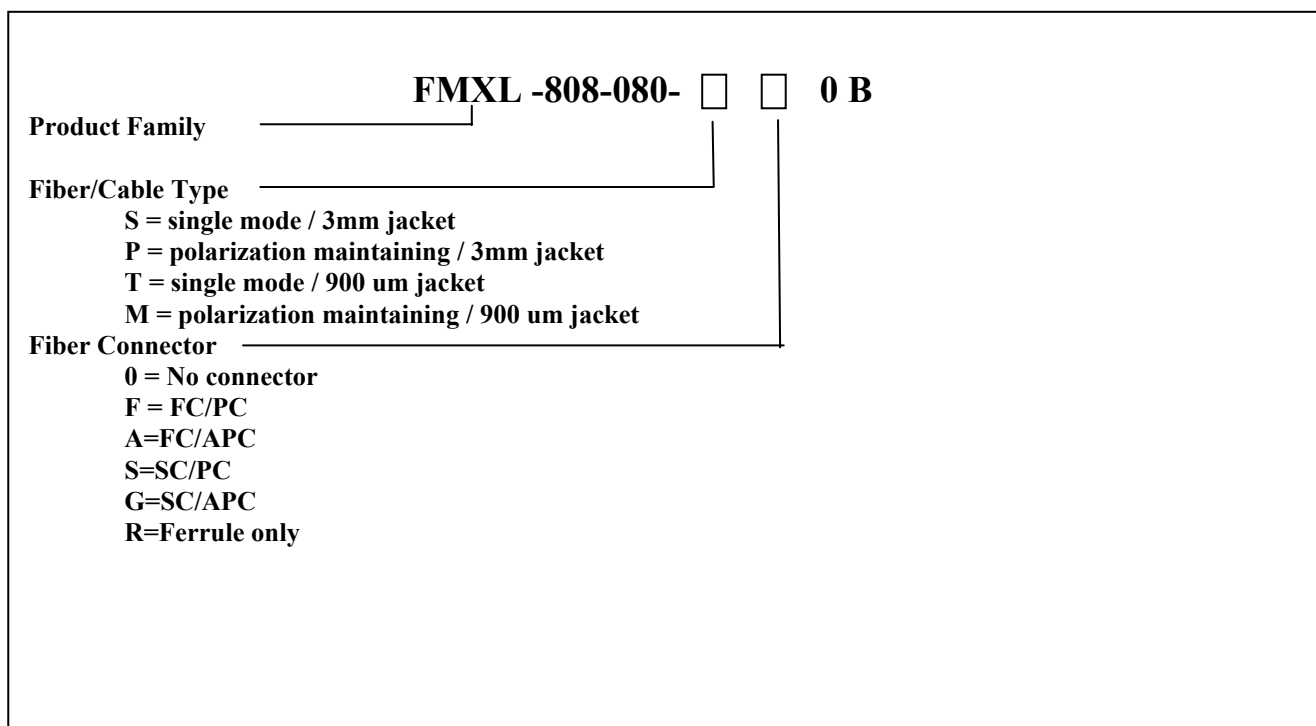 FMXL -808-080- □ □ 0 B
Product Family
Fiber/Cable Type
S = single mode / 3mm jacket
P = polarization maintaining / 3mm jacket
T = single mode / 900 um jacket
M = polarization maintaining / 900 um jacket
Fiber Connector
0 = No connector
F = FC/PC
A=FC/APC
S=SC/PC
G=SC/APC
R=Ferrule only